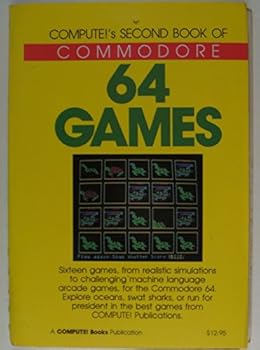 COMPUTE!'s SECOND BOOK OF
COMMODORE
64
GAMES
Sixteen games, from realistic simulations
to challenging machine language
arcade games, for the Commodore 64.
Explore oceans, swat sharks, or run for
president in the best games from
COMPUTE! Publications.
A COMPUTE! Books Publication
$12.95